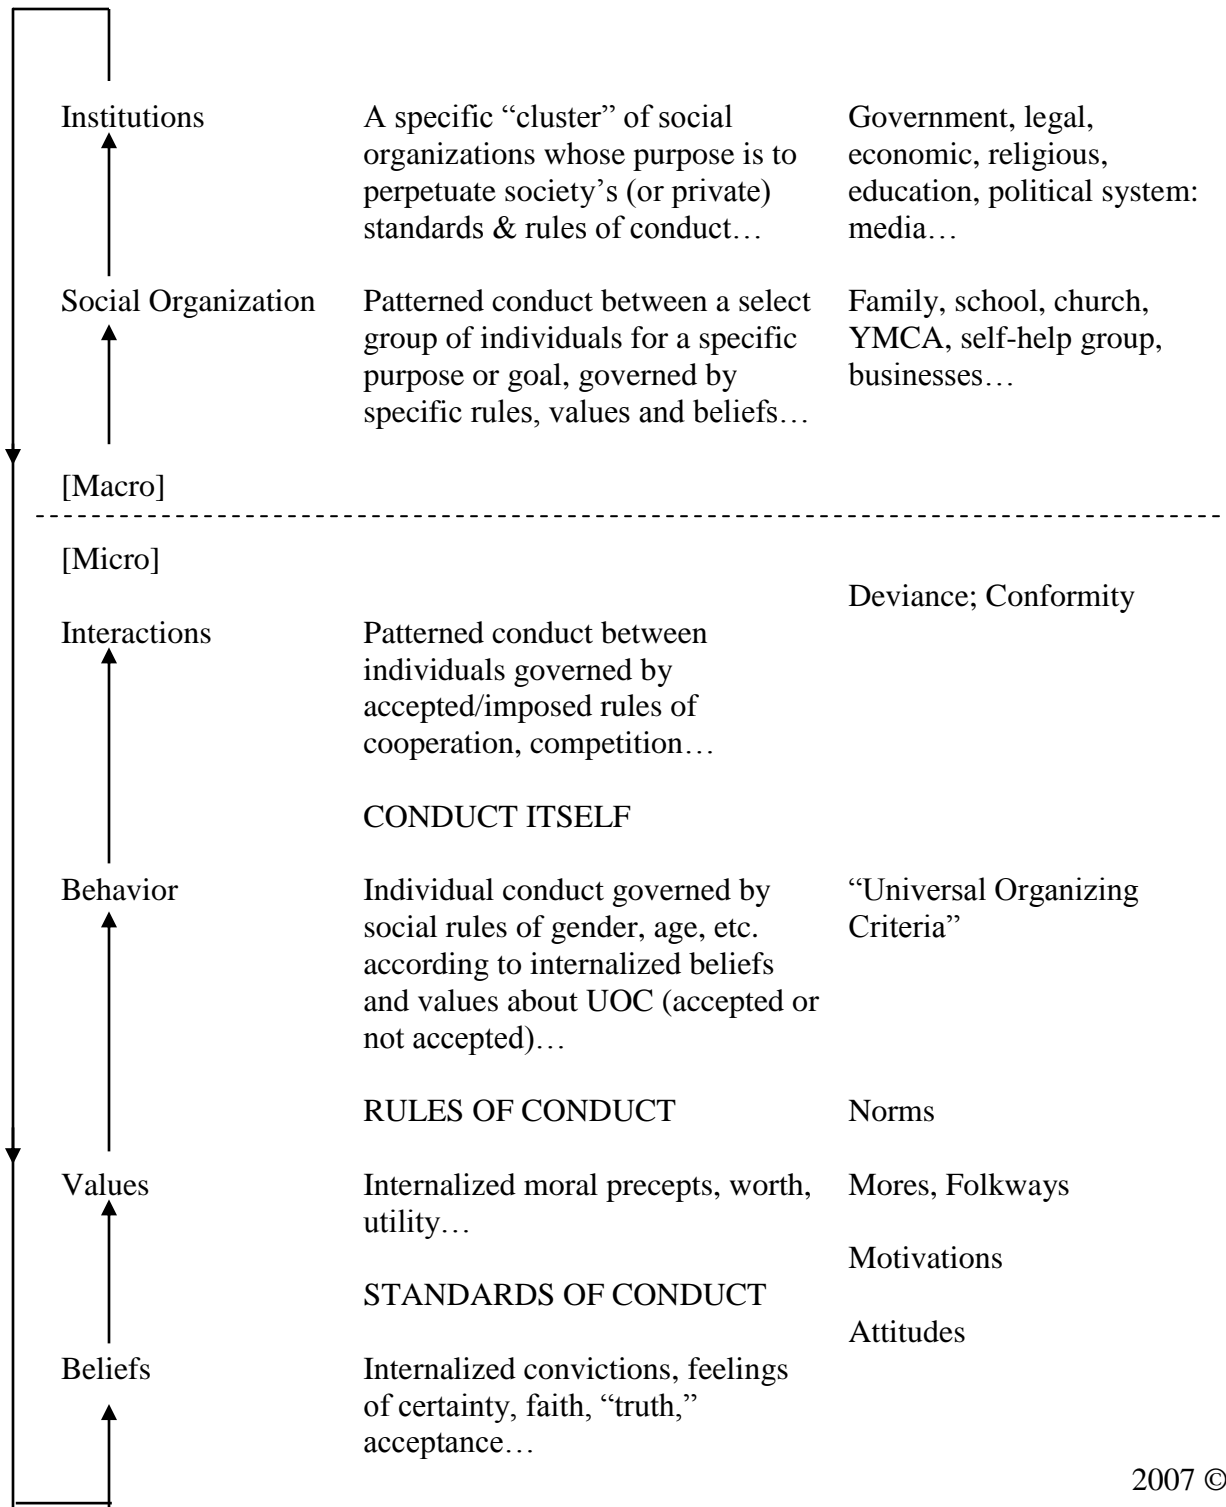 Institutions
A specific “cluster” of social
organizations whose purpose is to
perpetuate society’s (or private)
standards & rules of conduct…
Government, legal,
economic, religious,
education, political system:
media…
Social Organization
Patterned conduct between a select
group of individuals for a specific
purpose or goal, governed by
specific rules, values and beliefs…
Family, school, church,
YMCA, self-help group,
businesses…
[Macro]
[Micro]
Deviance; Conformity
Interactions
Patterned conduct between
individuals governed by
accepted/imposed rules of
cooperation, competition…
CONDUCT ITSELF
Behavior
Individual conduct governed by
social rules of gender, age, etc.
according to internalized beliefs
and values about UOC (accepted or
not accepted)…
“Universal Organizing
Criteria”
RULES OF CONDUCT
Norms
Values
Internalized moral precepts, worth,
utility…
Mores, Folkways
Motivations
STANDARDS OF CONDUCT
Attitudes
Beliefs
Internalized convictions, feelings
of certainty, faith, “truth,”
acceptance…
2007 ©